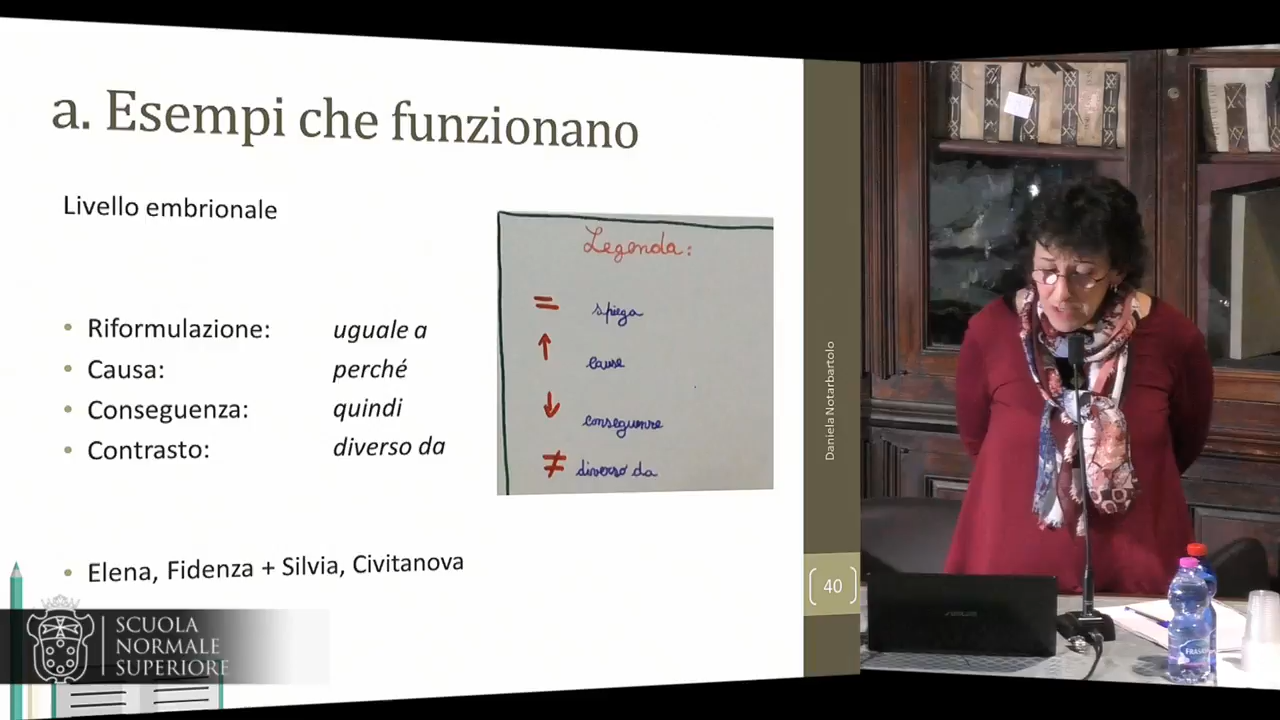 a. Esempi che funzionano
Livello embrionale
• Riformulazione: uguale a
• Causa: perché
• Conseguenza: quindi
• Contrasto: diverso da
• Elena, Fidenza + Silvia, Civitanova
Legenda:
= spiega
↑ cause
↓ conseguenze
≠ diverso da
Daniela Notarbartolo
40
SCUOLA
NORMALE
SUPERIORE
ASUS